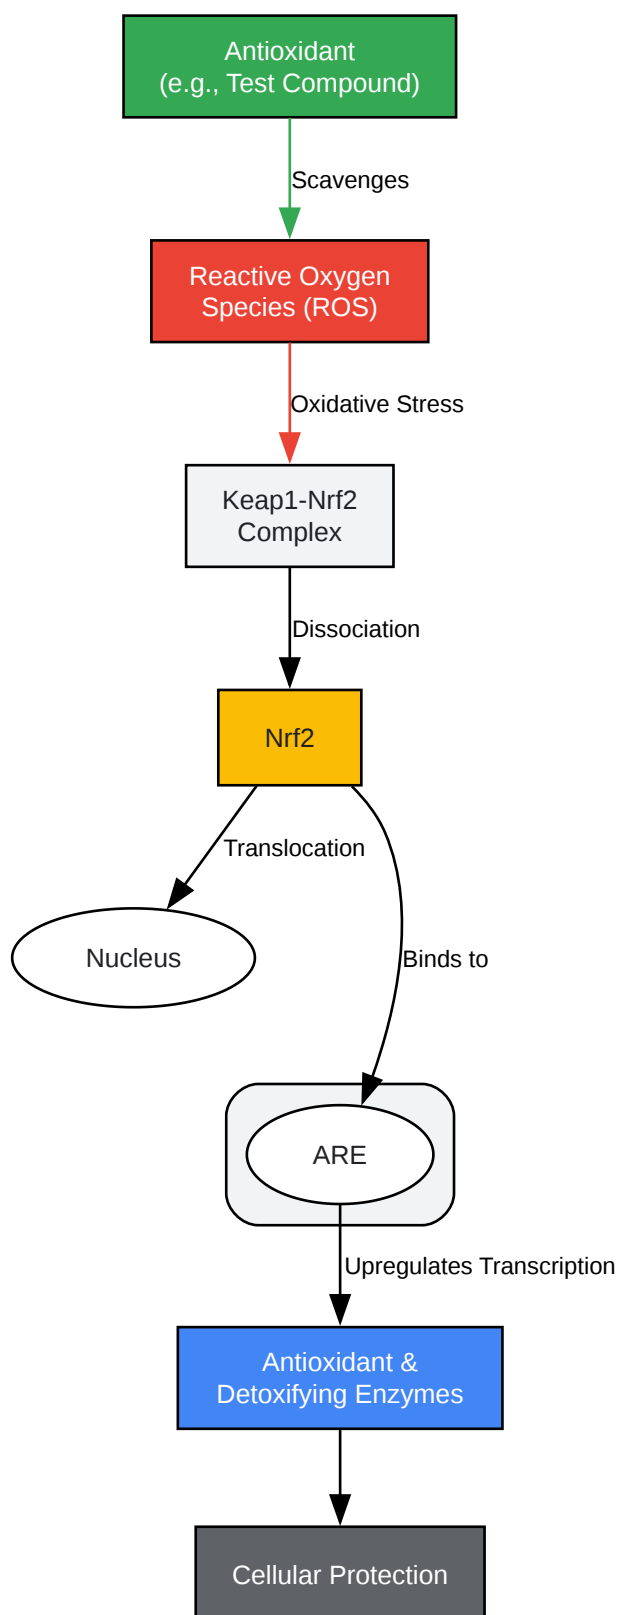 Antioxidant
(e.g., Test Compound)
Scavenges
Reactive Oxygen
Species (ROS)
Oxidative Stress
Keap1-Nrf2
Complex
Dissociation
Nrf2
Translocation
Nucleus
Binds to
ARE
Upregulates Transcription
Antioxidant &
Detoxifying Enzymes
Cellular Protection